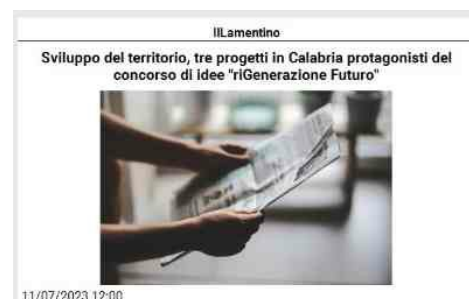 IlLamentino
Sviluppo del territorio, tre progetti in Calabria protagonisti del
concorso di idee "riGenerazione Futuro"
11/07/2023 12:00